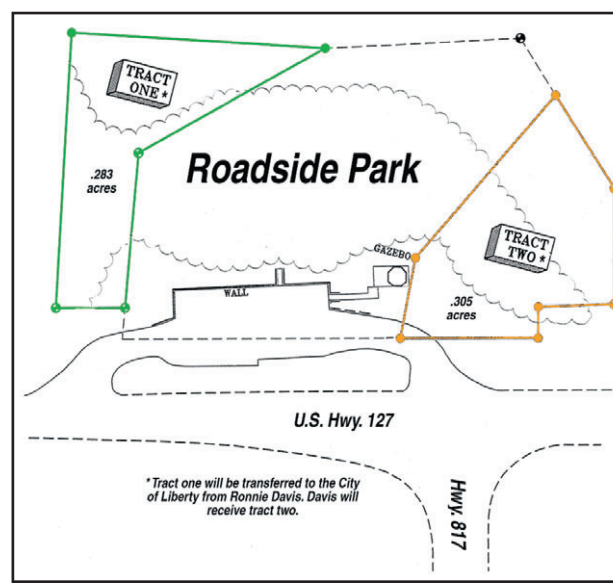 TRACT
ONE*
.283
acres
Roadside Park
GAZEBO
TRACT
TWO*
WALL
.305
acres
U.S. Hwy. 127
Hwy. 817
*Tract one will be transferred to the City
of Liberty from Ronnie Davis. Davis will
receive tract two.